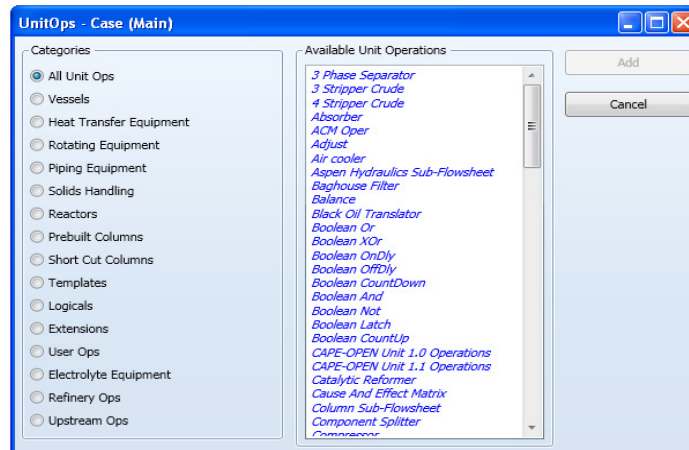 UnitOps - Case (Main)
Categories
All Unit Ops
Vessels
Heat Transfer Equipment
Rotating Equipment
Piping Equipment
Solids Handling
Reactors
Prebuilt Columns
Short Cut Columns
Templates
Logicals
Extensions
User Ops
Electrolyte Equipment
Refinery Ops
Upstream Ops
Available Unit Operations
3 Phase Separator
3 Stripper Crude
4 Stripper Crude
Absorber
ACM Oper
Adjust
Air cooler
Aspen Hydraulics Sub-Flowsheet
Baghouse Filter
Balance
Black Oil Translator
Boolean Or
Boolean XOr
Boolean OnDly
Boolean OffDly
Boolean CountDown
Boolean And
Boolean Not
Boolean Latch
Boolean CountUp
CAPE-OPEN Unit 1.0 Operations
CAPE-OPEN Unit 1.1 Operations
Catalytic Reformer
Cause And Effect Matrix
Column Sub-Flowsheet
Component Splitter
Compressor
Add
Cancel